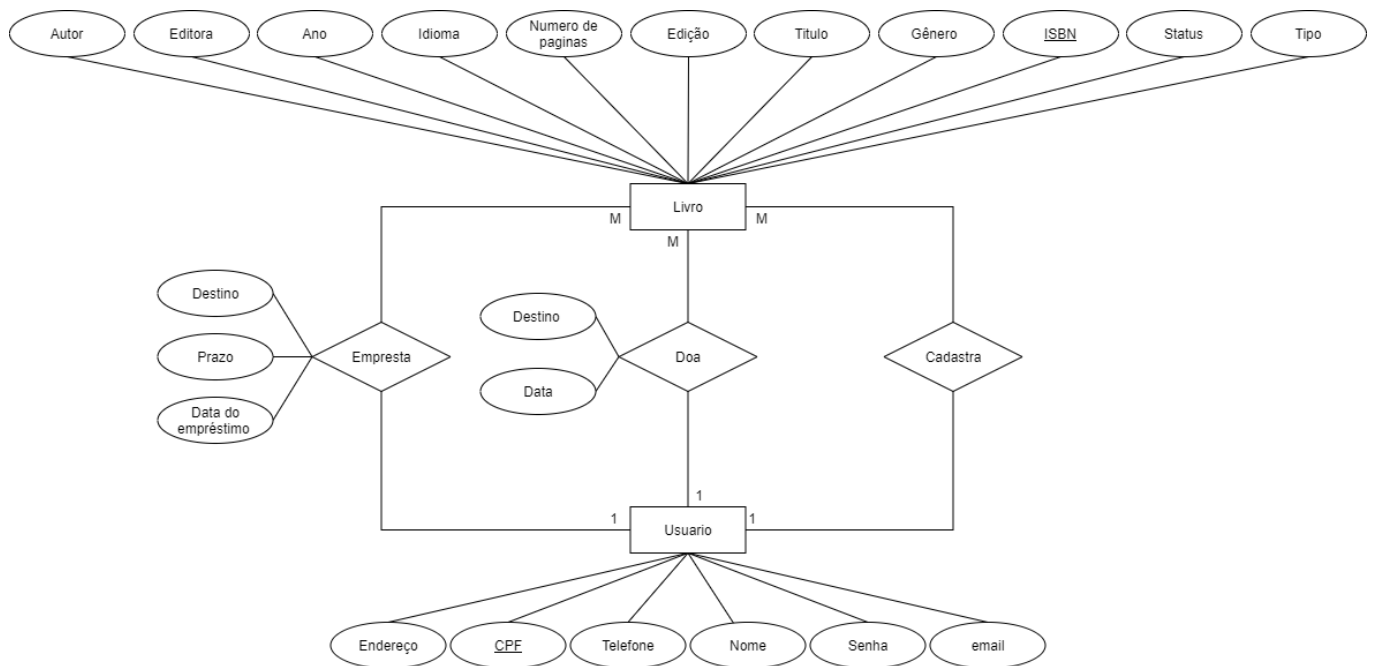 Autor
Editora
Ano
Idioma
Numero de
paginas
Edição
Titulo
Gênero
ISBN
Status
Tipo
Livro
M
M
M
Destino
Prazo
Data do
empréstimo
Empresta
Destino
Data
Doa
Cadastra
1
1
1
Usuario
Endereço
CPF
Telefone
Nome
Senha
email